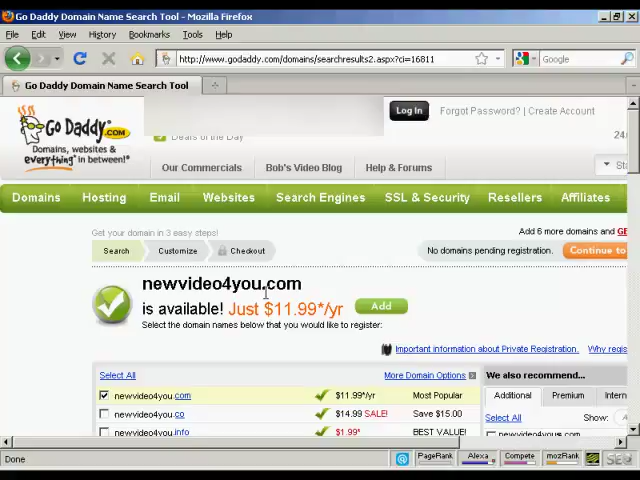 Go Daddy Domain Name Search Tool - Mozilla Firefox
File Edit View History Bookmarks Tools Help
http://www.godaddy.com/domains/searchresults2.aspx?ci=16811
Google
Go Daddy Domain Name Search Tool
Go Daddy .COM
Domains, websites &
everything* in between!*
Log In Forgot Password? | Create Account
Deals of the Day
24
Our Commercials Bob's Video Blog Help & Forums
Sta
Domains Hosting Email Websites Search Engines SSL & Security Resellers Affiliates
Get your domain in 3 easy steps!
Add 6 more domains and GE
Search Customize Checkout
No domains pending registration. Continue to
newvideo4you.com
is available! Just $11.99*/yr Add
Select the domain names below that you would like to register:
Important information about Private Registration. Why regis
Select All More Domain Options
We also recommend...
newvideo4you.com $11.99*/yr Most Popular
Additional Premium Intern
newvideo4you.co $14.99 SALE! Save $15.00
Select All Show:
newvideo4you.info $1.99* BEST VALUE!
Done
PageRank Alexa Compete mozRank SEO